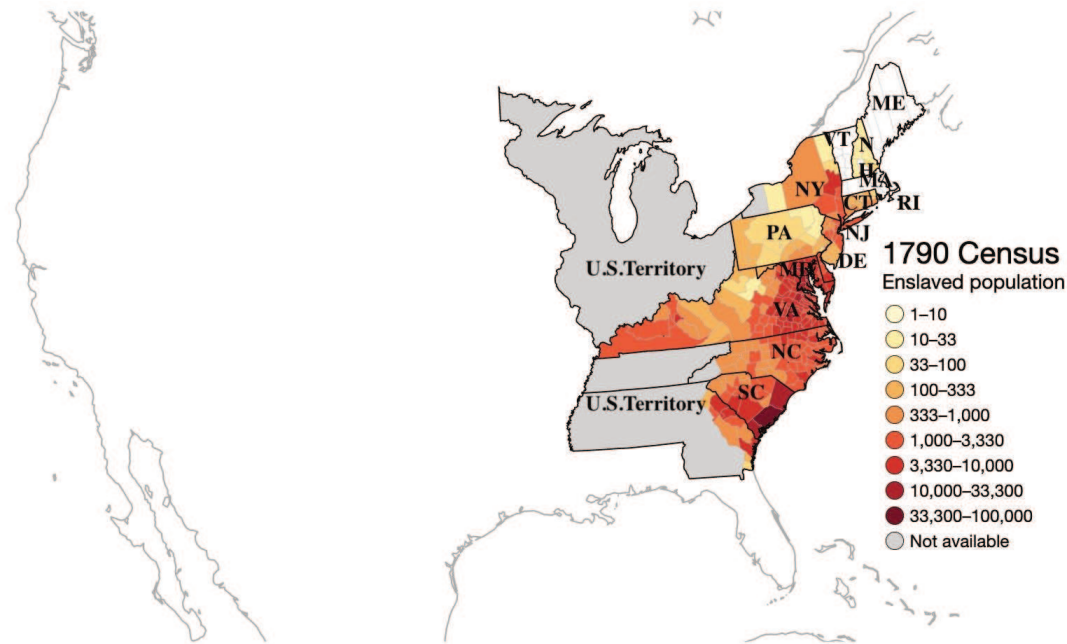 ME
VT
N
H
MA
NY
CT
RI
PA
NJ
DE
MD
U.S.Territory
VA
NC
SC
U.S.Territory
1790 Census
Enslaved population
1–10
10–33
33–100
100–333
333–1,000
1,000–3,330
3,330–10,000
10,000–33,300
33,300–100,000
Not available